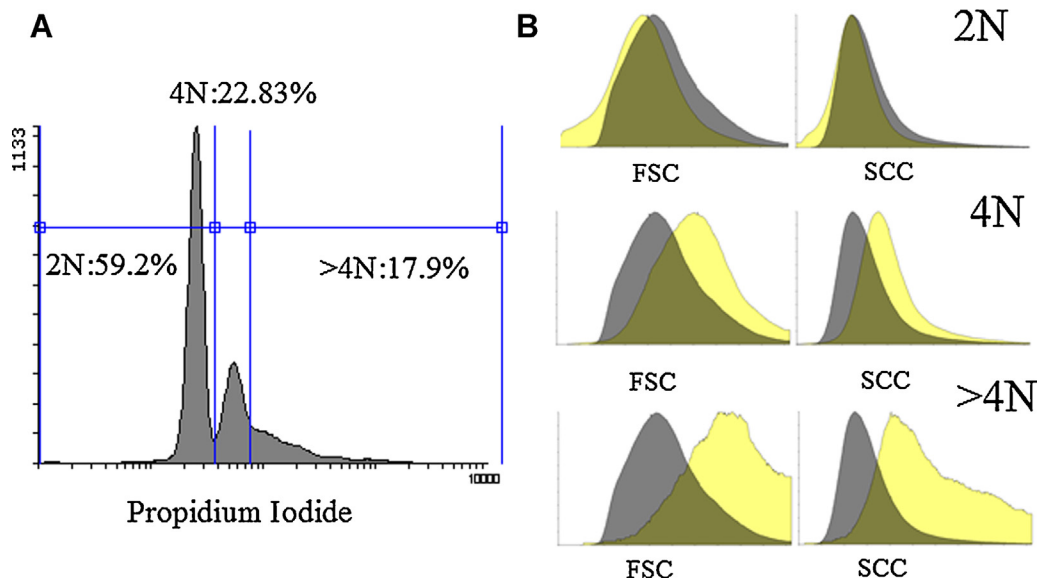 A
4N:22.83%
1133
2N:59.2%
>4N:17.9%
10000
Propidium Iodide
B
2N
FSC
SCC
4N
FSC
SCC
>4N
FSC
SCC